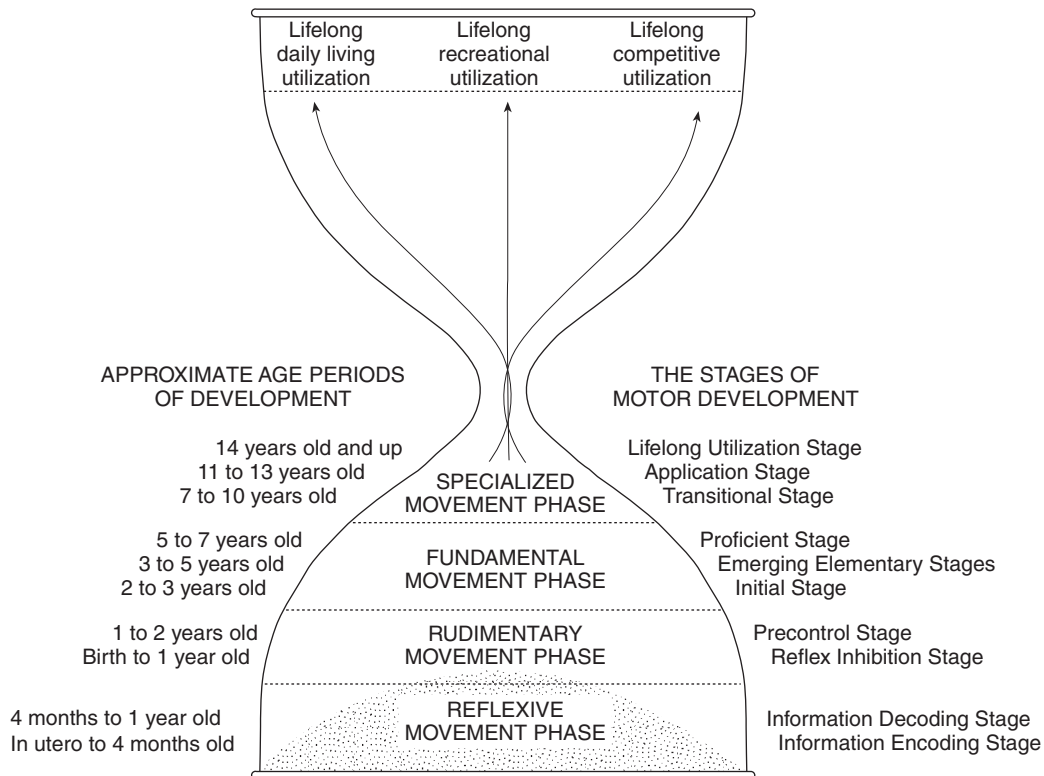 Lifelong
daily living
utilization
Lifelong
recreational
utilization
Lifelong
competitive
utilization
APPROXIMATE AGE PERIODS
OF DEVELOPMENT
THE STAGES OF
MOTOR DEVELOPMENT
14 years old and up
11 to 13 years old
7 to 10 years old
SPECIALIZED
MOVEMENT PHASE
Lifelong Utilization Stage
Application Stage
Transitional Stage
5 to 7 years old
3 to 5 years old
2 to 3 years old
FUNDAMENTAL
MOVEMENT PHASE
Proficient Stage
Emerging Elementary Stages
Initial Stage
1 to 2 years old
Birth to 1 year old
RUDIMENTARY
MOVEMENT PHASE
Precontrol Stage
Reflex Inhibition Stage
4 months to 1 year old
In utero to 4 months old
REFLEXIVE
MOVEMENT PHASE
Information Decoding Stage
Information Encoding Stage